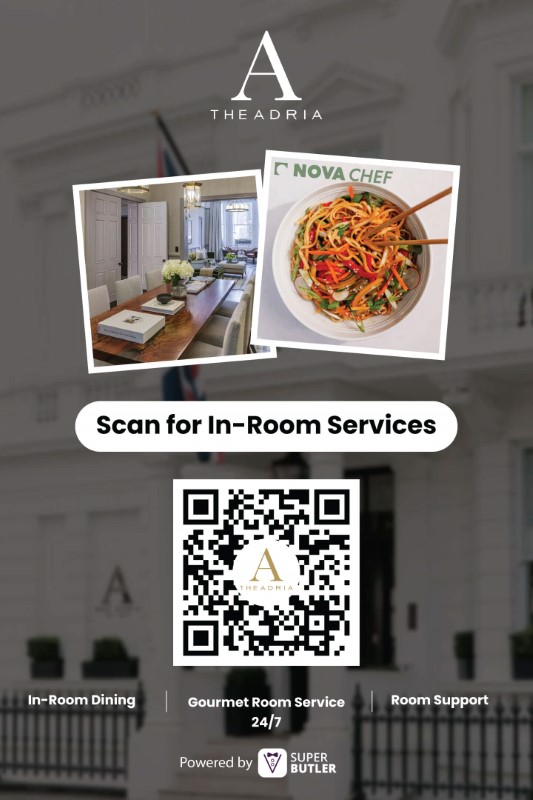 A
THE ADRIA
NOVA CHEF
Scan for In-Room Services
A
THE ADRIA
In-Room Dining
Gourmet Room Service
24/7
Room Support
Powered by SUPER
BUTLER